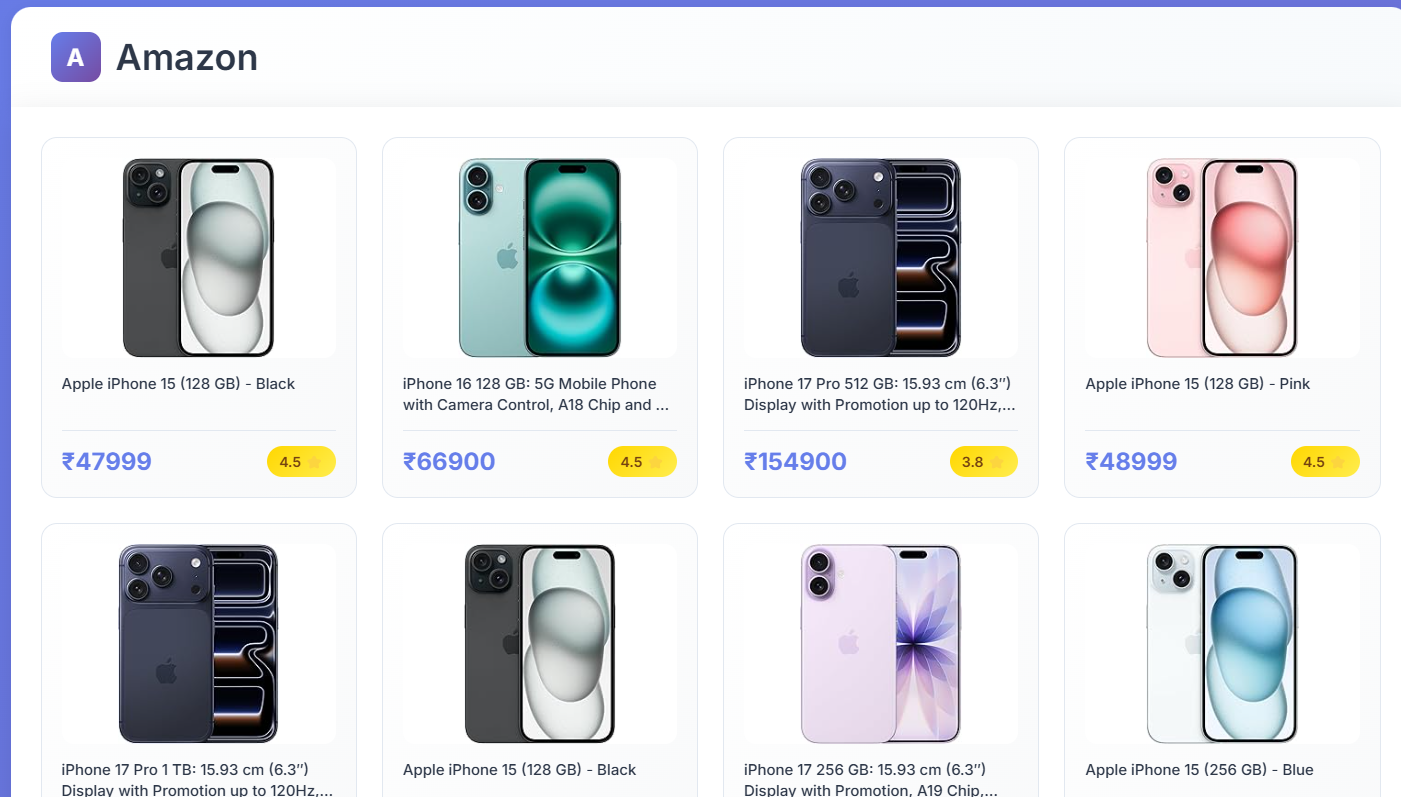 A
Amazon
Apple iPhone 15 (128 GB) - Black
₹47999
4.5
iPhone 16 128 GB: 5G Mobile Phone
with Camera Control, A18 Chip and ...
₹66900
4.5
iPhone 17 Pro 512 GB: 15.93 cm (6.3″)
Display with Promotion up to 120Hz,...
₹154900
3.8
Apple iPhone 15 (128 GB) - Pink
₹48999
4.5
iPhone 17 Pro 1 TB: 15.93 cm (6.3″)
Display with Promotion up to 120Hz,...
Apple iPhone 15 (128 GB) - Black
iPhone 17 256 GB: 15.93 cm (6.3″)
Display with Promotion, A19 Chip,...
Apple iPhone 15 (256 GB) - Blue